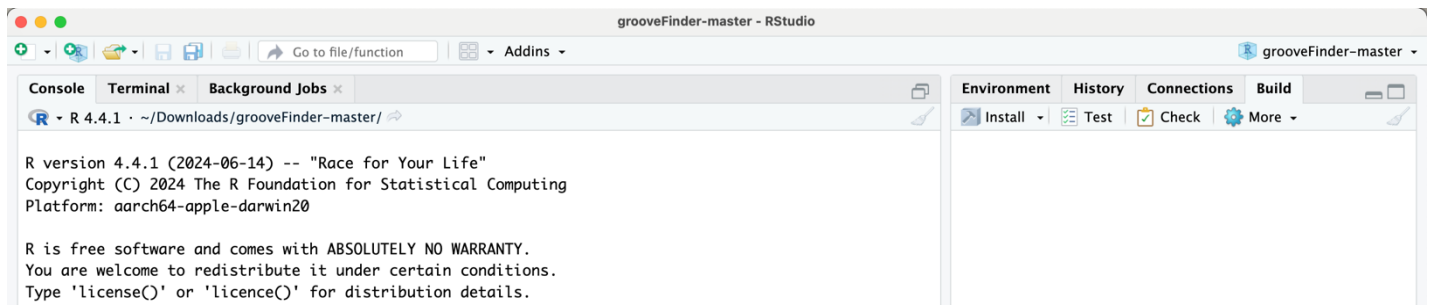 grooveFinder-master - RStudio
Go to file/function Addins grooveFinder-master
Console Terminal Background Jobs
R 4.4.1 · ~/Downloads/grooveFinder-master/
Environment History Connections Build
Install Test Check More
R version 4.4.1 (2024-06-14) -- "Race for Your Life"
Copyright (C) 2024 The R Foundation for Statistical Computing
Platform: aarch64-apple-darwin20
R is free software and comes with ABSOLUTELY NO WARRANTY.
You are welcome to redistribute it under certain conditions.
Type 'license()' or 'licence()' for distribution details.